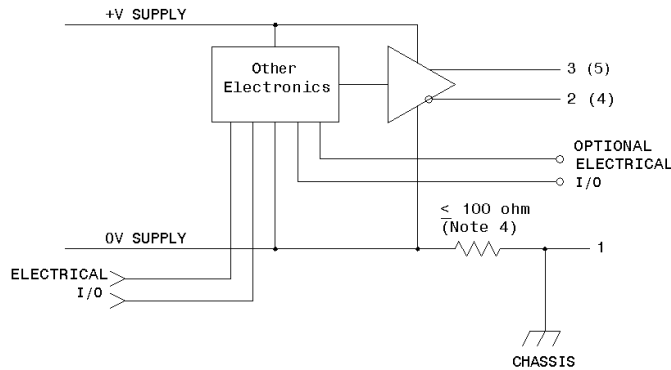 +V SUPPLY
Other
Electronics
3 (5)
2 (4)
OPTIONAL
ELECTRICAL
I/O
≤ 100 ohm
(Note 4)
0V SUPPLY
1
ELECTRICAL
I/O
CHASSIS